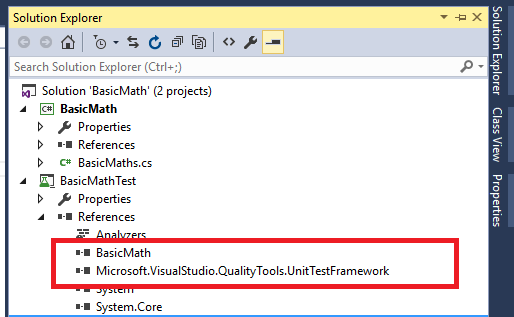 Solution Explorer
Search Solution Explorer (Ctrl+;)
Solution 'BasicMath' (2 projects)
C# BasicMath
Properties
References
C# BasicMaths.cs
BasicMathTest
Properties
References
Analyzers
BasicMath
Microsoft.VisualStudio.QualityTools.UnitTestFramework
System
System.Core
Solution Explorer
Class View
Properties